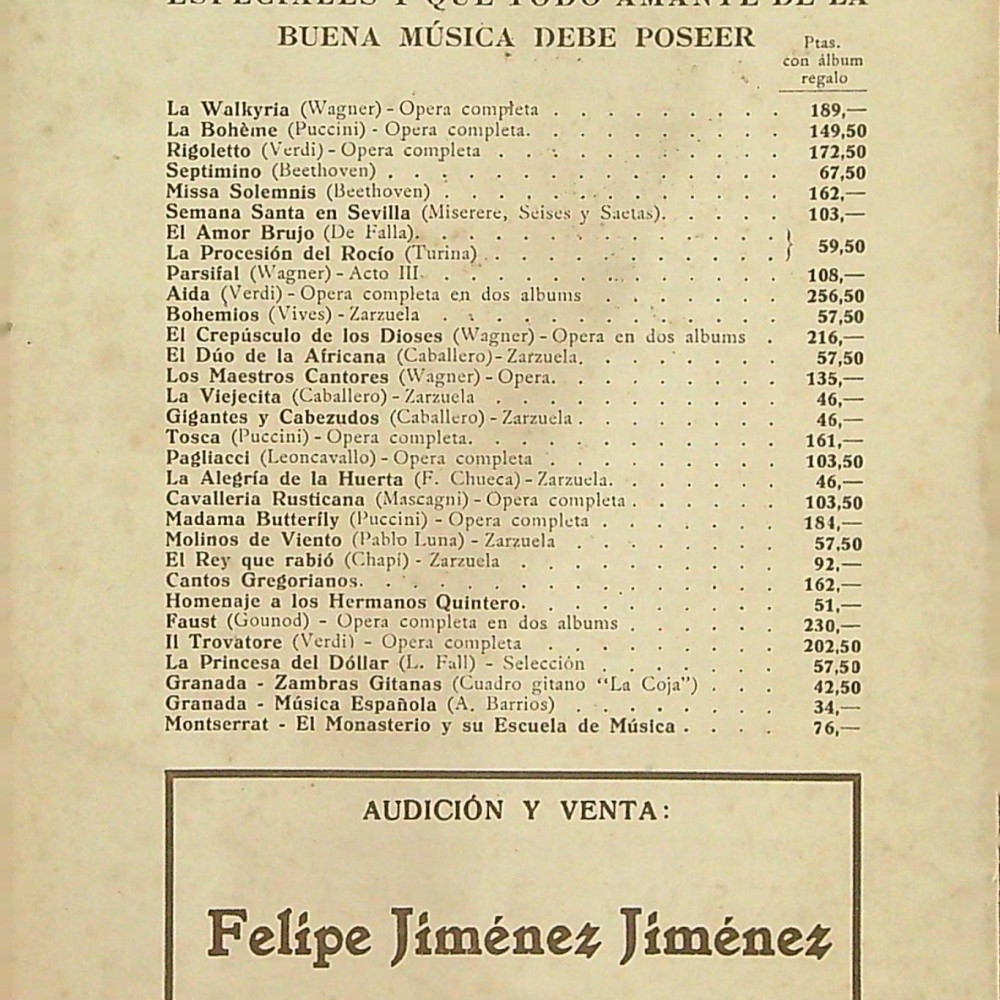 ESPECIALES Y QUE TODO AMANTE DE LA
BUENA MÚSICA DEBE POSEER
Ptas.
con álbum
regalo
La Walkyria (Wagner) - Opera completa . . . . . . . . . 189,—
La Bohème (Puccini) - Opera completa. . . . . . . . . . 149,50
Rigoletto (Verdi) - Opera completa . . . . . . . . . . . 172,50
Septimino (Beethoven) . . . . . . . . . . . . . . . 67,50
Missa Solemnis (Beethoven) . . . . . . . . . . . . . 162,—
Semana Santa en Sevilla (Miserere, Seises y Saetas). . . . . 103,—
El Amor Brujo (De Falla). . . . . . . . . . . . . .
La Procesión del Rocío (Turina) . . . . . . . . . . . } 59,50
Parsifal (Wagner) - Acto III. . . . . . . . . . . . . . 108,—
Aida (Verdi) - Opera completa en dos albums . . . . . . . 256,50
Bohemios (Vives) - Zarzuela . . . . . . . . . . . . . 57,50
El Crepúsculo de los Dioses (Wagner) - Opera en dos albums . 216,—
El Dúo de la Africana (Caballero) - Zarzuela. . . . . . . . 57,50
Los Maestros Cantores (Wagner) - Opera. . . . . . . . . 135,—
La Viejecita (Caballero) - Zarzuela . . . . . . . . . . . 46,—
Gigantes y Cabezudos (Caballero) - Zarzuela . . . . . . . . 46,—
Tosca (Puccini) - Opera completa. . . . . . . . . . . . 161,—
Pagliacci (Leoncavallo) - Opera completa . . . . . . . . . 103,50
La Alegría de la Huerta (F. Chueca) - Zarzuela. . . . . . . 46,—
Cavalleria Rusticana (Mascagni) - Opera completa . . . . . . 103,50
Madama Butterfly (Puccini) - Opera completa . . . . . . . 184,—
Molinos de Viento (Pablo Luna) - Zarzuela . . . . . . . . 57,50
El Rey que rabió (Chapí) - Zarzuela . . . . . . . . . . 92,—
Cantos Gregorianos. . . . . . . . . . . . . . . . 162,—
Homenaje a los Hermanos Quintero. . . . . . . . . . 51,—
Faust (Gounod) - Opera completa en dos albums . . . . . . 230,—
Il Trovatore (Verdi) - Opera completa . . . . . . . . . . 202,50
La Princesa del Dóllar (L. Fall) - Selección . . . . . . . 57,50
Granada - Zambras Gitanas (Cuadro gitano "La Coja") . . . 42,50
Granada - Música Española (A. Barrios) . . . . . . . . 34,—
Montserrat - El Monasterio y su Escuela de Música . . . . 76,—
AUDICIÓN Y VENTA:
Felipe Jiménez Jiménez